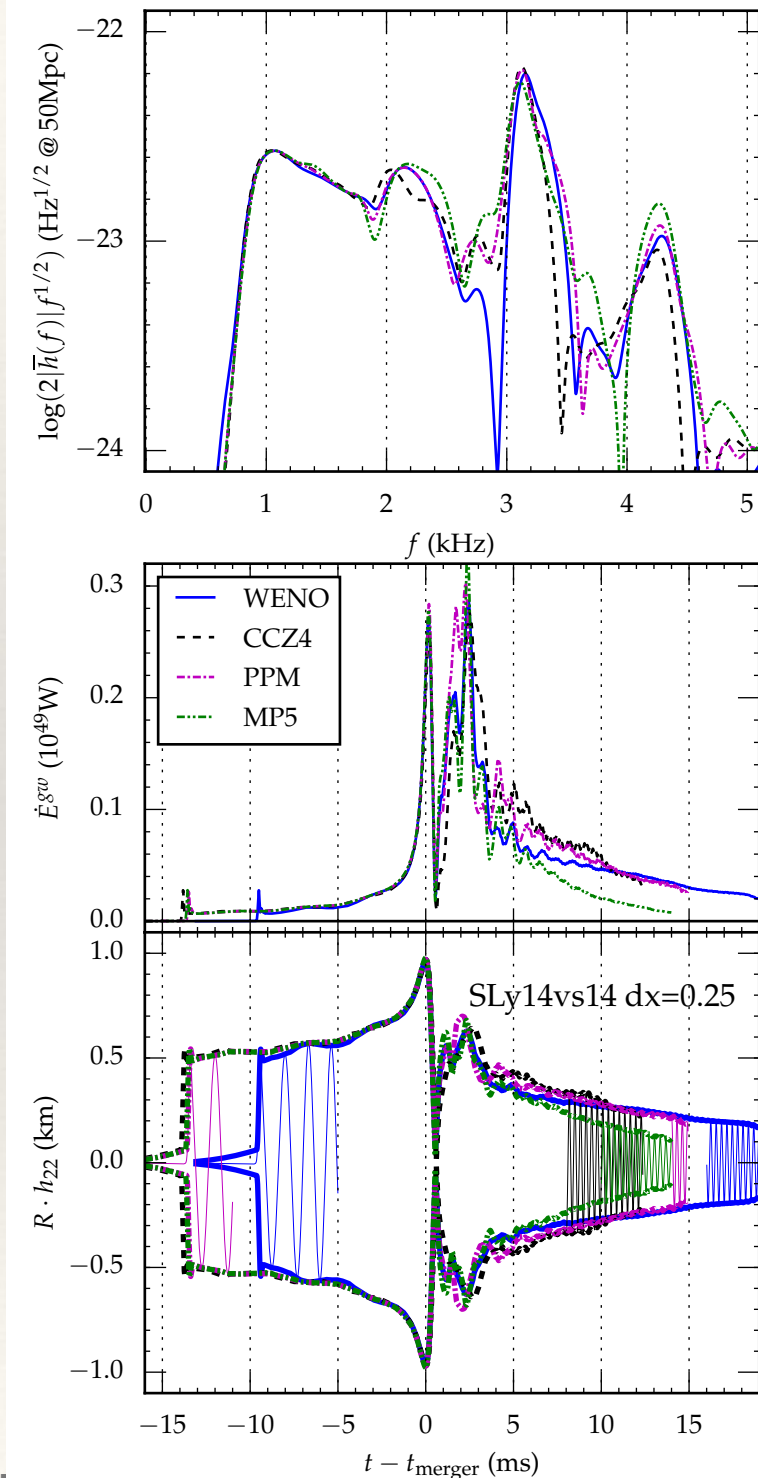 −22
−23
−24
log(2|h̅(f)|f^{1/2}) (Hz^{1/2} @ 50Mpc)
0 1 2 3 4 5
f (kHz)
0.3
0.2
0.1
0.0
Ė^{gw} (10^{49}W)
WENO
CCZ4
PPM
MP5
1.0
0.5
0.0
−0.5
−1.0
R · h_{22} (km)
SLy14vs14 dx=0.25
−15 −10 −5 0 5 10 15
t − t_{merger} (ms)